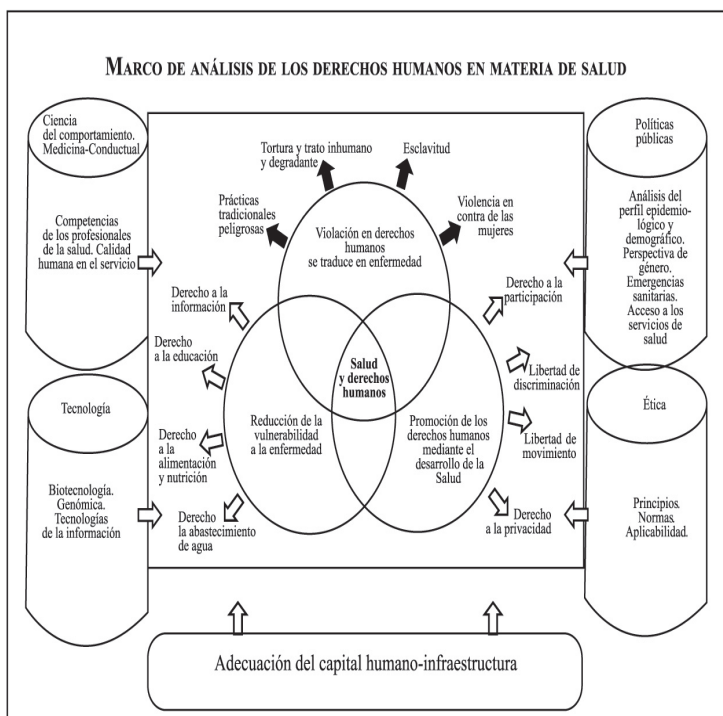 MARCO DE ANÁLISIS DE LOS DERECHOS HUMANOS EN MATERIA DE SALUD
Ciencia
del comportamiento.
Medicina-Conductual
Competencias
de los profesionales
de la salud. Calidad
humana en el servicio
Tecnología
Biotecnología.
Genómica.
Tecnologías
de la información
Tortura y trato inhumano
y degradante
Esclavitud
Prácticas
tradicionales
peligrosas
Violencia en
contra de las
mujeres
Violación en derechos
humanos
se traduce en enfermedad
Derecho a la
información
Derecho
a la educación
Derecho
a la
alimentación
y nutrición
Derecho
la abastecimiento
de agua
Reducción de la
vulnerabilidad
a la enfermedad
Salud
y derechos
humanos
Promoción de los
derechos humanos
mediante el
desarrollo de la
Salud
Derecho a la
participación
Libertad de
discriminación
Libertad de
movimiento
Derecho
a la privacidad
Políticas
públicas
Análisis del
perfil epidemio-
lógico y
demográfico.
Perspectiva de
género.
Emergencias
sanitarias.
Acceso a los
servicios de
salud
Ética
Principios.
Normas.
Aplicabilidad.
Adecuación del capital humano-infraestructura